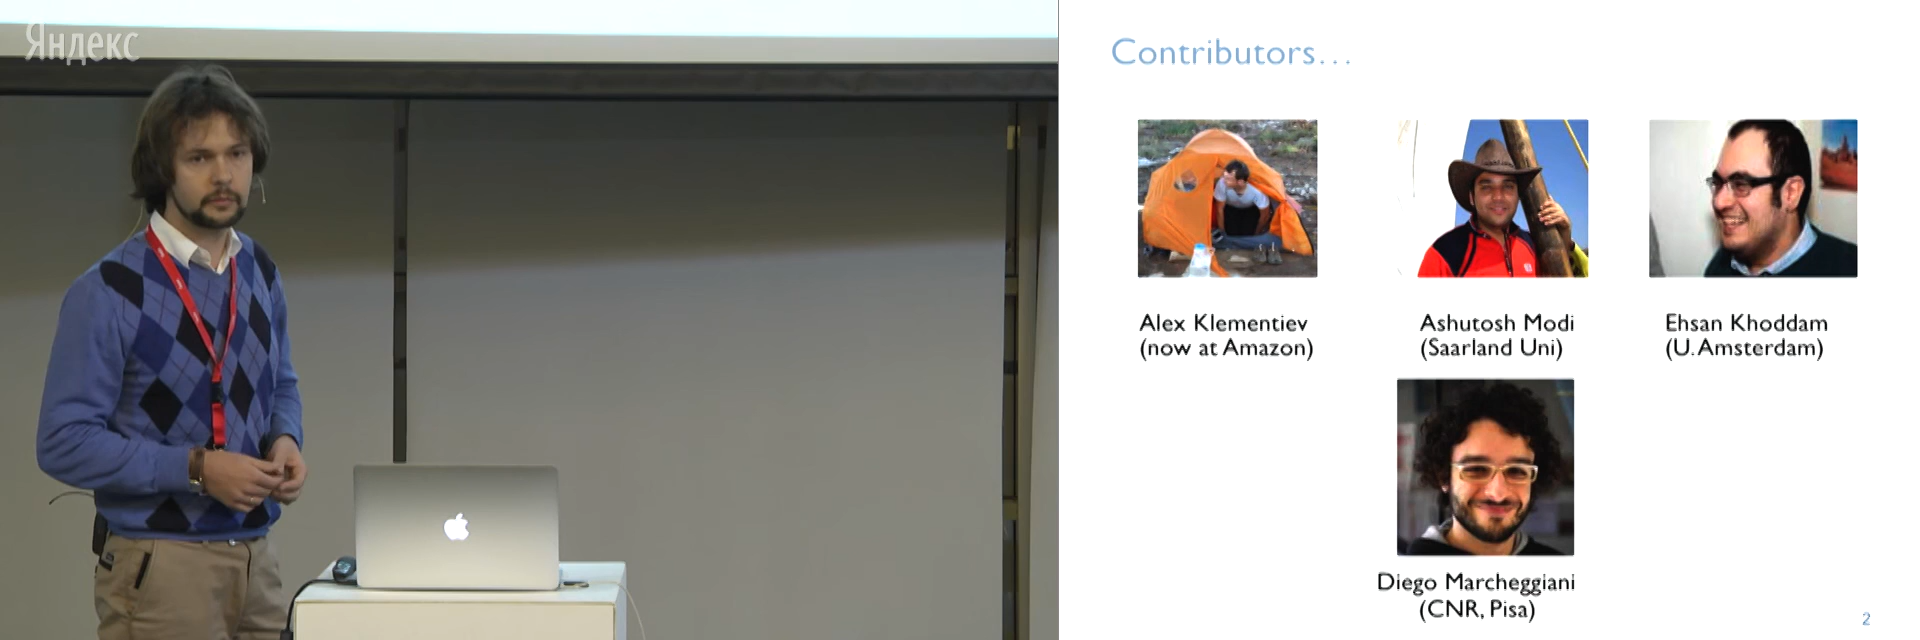 Яндекс
Contributors...
Alex Klementiev
(now at Amazon)
Ashutosh Modi
(Saarland Uni)
Ehsan Khoddam
(U. Amsterdam)
Diego Marcheggiani
(CNR, Pisa)
2